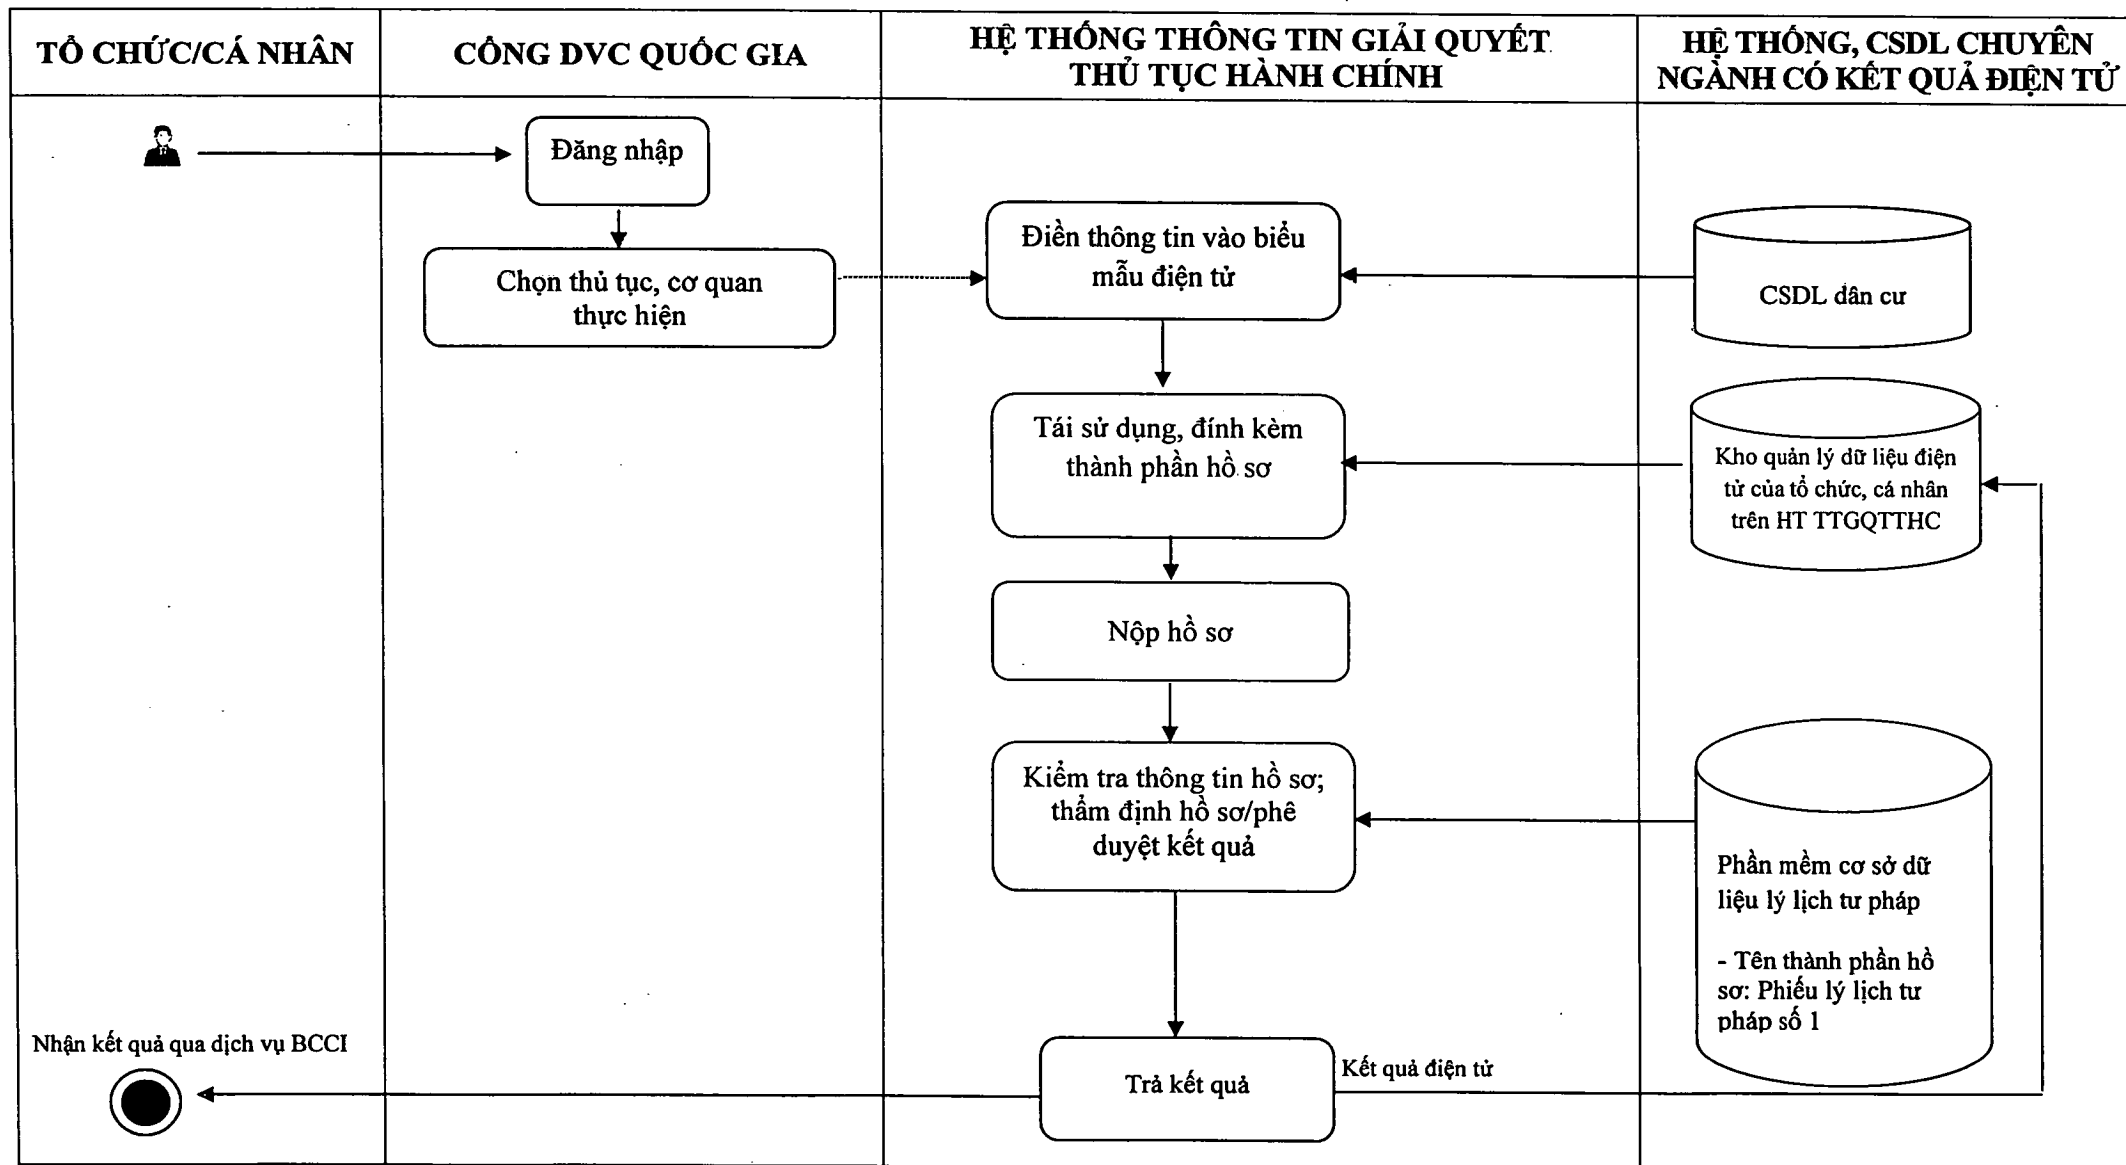 TỔ CHỨC/CÁ NHÂN
CỔNG DVC QUỐC GIA
HỆ THỐNG THÔNG TIN GIẢI QUYẾT
THỦ TỤC HÀNH CHÍNH
HỆ THỐNG, CSDL CHUYÊN
NGÀNH CÓ KẾT QUẢ ĐIỆN TỬ
Đăng nhập
Chọn thủ tục, cơ quan
thực hiện
Điền thông tin vào biểu
mẫu điện tử
CSDL dân cư
Tái sử dụng, đính kèm
thành phần hồ sơ
Kho quản lý dữ liệu điện
tử của tổ chức, cá nhân
trên HT TTGQTTHC
Nộp hồ sơ
Kiểm tra thông tin hồ sơ;
thẩm định hồ sơ/phê
duyệt kết quả
Phần mềm cơ sở dữ
liệu lý lịch tư pháp
- Tên thành phần hồ
sơ: Phiếu lý lịch tư
pháp số 1
Nhận kết quả qua dịch vụ BCCI
Trả kết quả
Kết quả điện tử